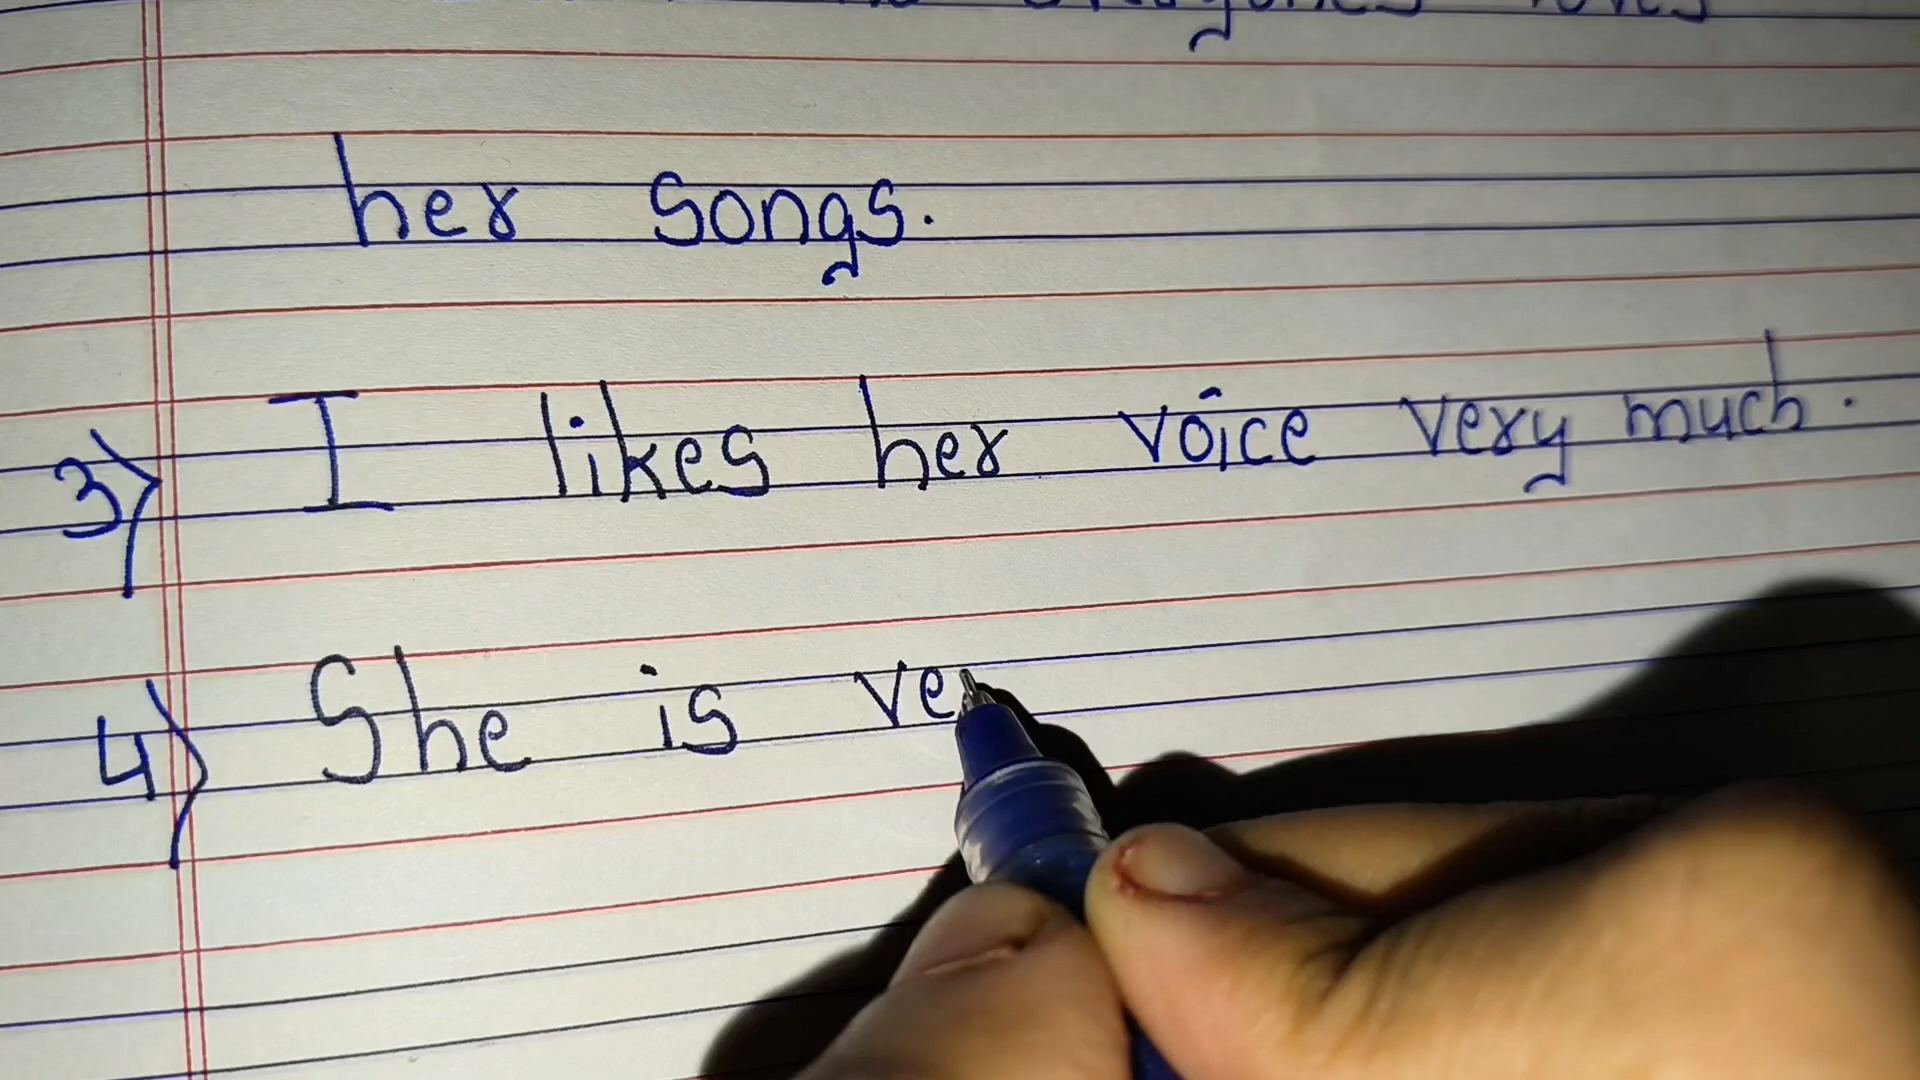 her songs.
3) I likes her voice very much.
4) She is ve